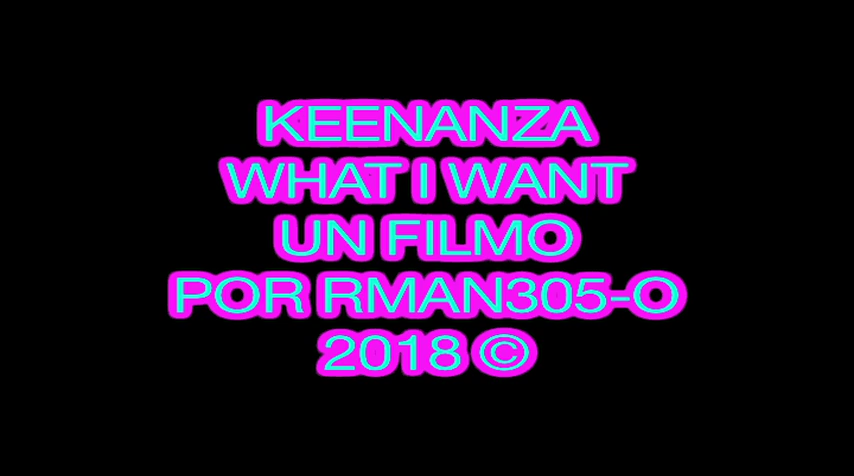 KEENANZA
WHAT I WANT
UN FILMO
POR RMAN305-O
2018 ©